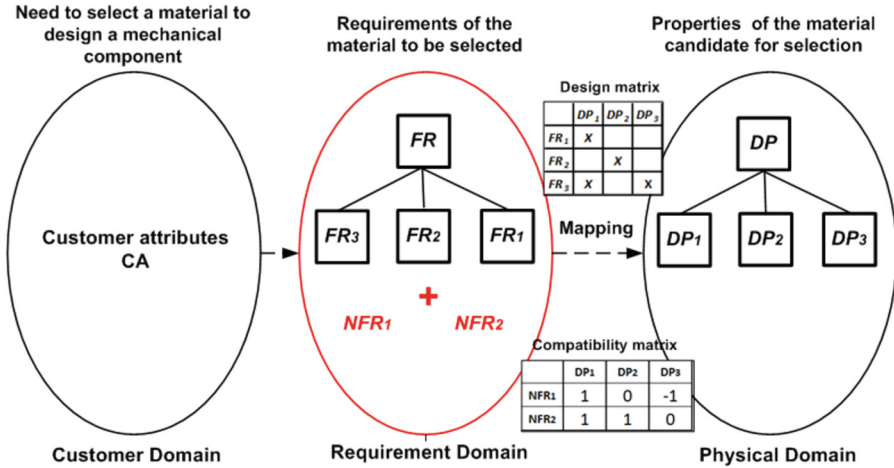 Need to select a material to
design a mechanical
component
Requirements of the
material to be selected
Properties of the material
candidate for selection
Design matrix
DP1 DP2 DP3
FR1 X
FR2 X
FR3 X X
FR
FR3 FR2 FR1
NFR1 + NFR2
Customer attributes
CA
Mapping
DP
DP1 DP2 DP3
Compatibility matrix
DP1 DP2 DP3
NFR1 1 0 -1
NFR2 1 1 0
Customer Domain
Requirement Domain
Physical Domain